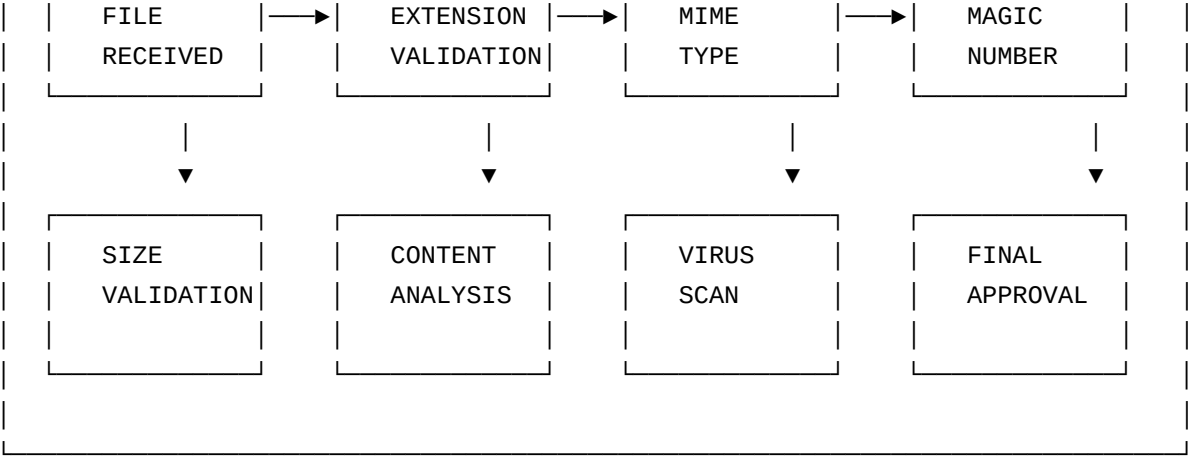 FILE EXTENSION MIME MAGIC
RECEIVED VALIDATION TYPE NUMBER
SIZE CONTENT VIRUS FINAL
VALIDATION ANALYSIS SCAN APPROVAL